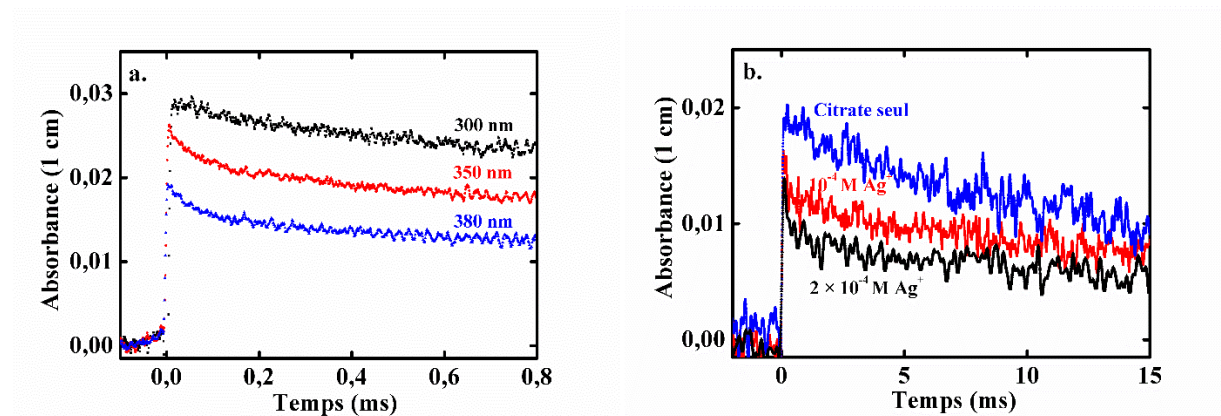 a.
300 nm
350 nm
380 nm
0,03
0,02
0,01
0,00
Absorbance (1 cm)
0,0 0,2 0,4 0,6 0,8
Temps (ms)
b.
Citrate seul
10⁻⁴ M Ag⁺
2 × 10⁻⁴ M Ag⁺
0,02
0,01
0,00
Absorbance (1 cm)
0 5 10 15
Temps (ms)